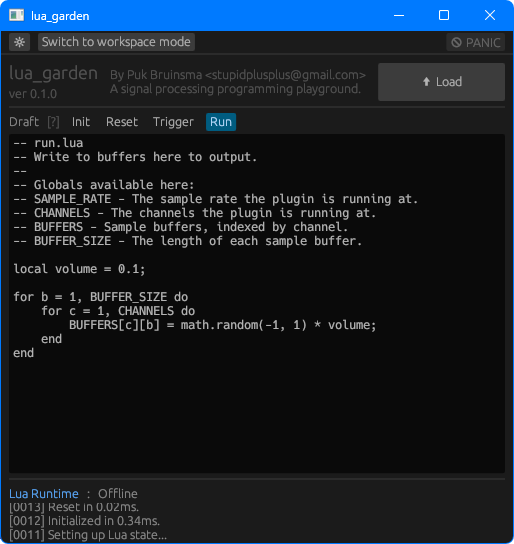 lua_garden
Switch to workspace mode
PANIC
lua_garden
By Puk Bruinsma <stupidplusplus@gmail.com>
ver 0.1.0
A signal processing programming playground.
Load
Draft [?] Init Reset Trigger Run
-- run.lua
-- Write to buffers here to output.
--
-- Globals available here:
-- SAMPLE_RATE - The sample rate the plugin is running at.
-- CHANNELS - The channels the plugin is running at.
-- BUFFERS - Sample buffers, indexed by channel.
-- BUFFER_SIZE - The length of each sample buffer.

local volume = 0.1;

for b = 1, BUFFER_SIZE do
    for c = 1, CHANNELS do
        BUFFERS[c][b] = math.random(-1, 1) * volume;
    end
end

Lua Runtime : Offline
[0013] Reset in 0.02ms.
[0012] Initialized in 0.34ms.
[0011] Setting up Lua state...